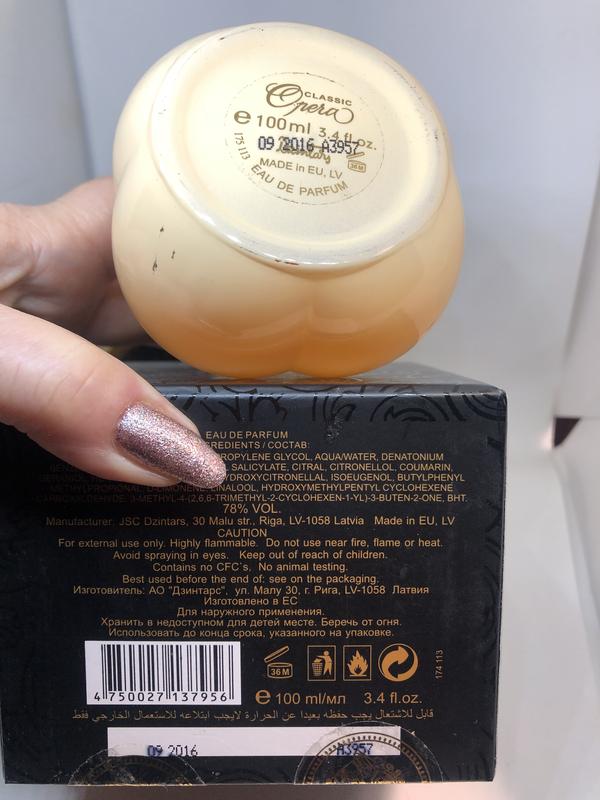 CLASSIC
Opera
e 100ml 3.4 fl.oz.
09 2016 A3957
Dzintars
MADE in EU, LV
36M
175 113
EAU DE PARFUM
EAU DE PARFUM
INGREDIENTS / СОСТАВ:
PROPYLENE GLYCOL, AQUA/WATER, DENATONIUM
SALICYLATE, CITRAL, CITRONELLOL, COUMARIN,
HYDROXYCITRONELLAL, ISOEUGENOL, BUTYLPHENYL
METHYLPROPIONAL, D-LIMONENE, LINALOOL, HYDROXYMETHYLPENTYL CYCLOHEXENE
CARBOXALDEHYDE, 3-METHYL-4-(2,6,6-TRIMETHYL-2-CYCLOHEXEN-1-YL)-3-BUTEN-2-ONE, BHT.
78% VOL.
Manufacturer: JSC Dzintars, 30 Malu str., Riga, LV-1058 Latvia Made in EU, LV
CAUTION
For external use only. Highly flammable. Do not use near fire, flame or heat.
Avoid spraying in eyes. Keep out of reach of children.
Contains no CFC`s. No animal testing.
Best used before the end of: see on the packaging.
Изготовитель: АО "Дзинтарс", ул. Малу 30, г. Рига, LV-1058 Латвия
Изготовлено в ЕС
Для наружного применения.
Хранить в недоступном для детей месте. Беречь от огня.
Использовать до конца срока, указанного на упаковке.
36M
174 113
4 750027 137956
e 100 ml/мл 3.4 fl.oz.
قابل للاشتعال يجب حفظه بعيدا عن الحرارة لايجب ابتلاعه للاستعمال الخارجي فقط
09 2016 A3957